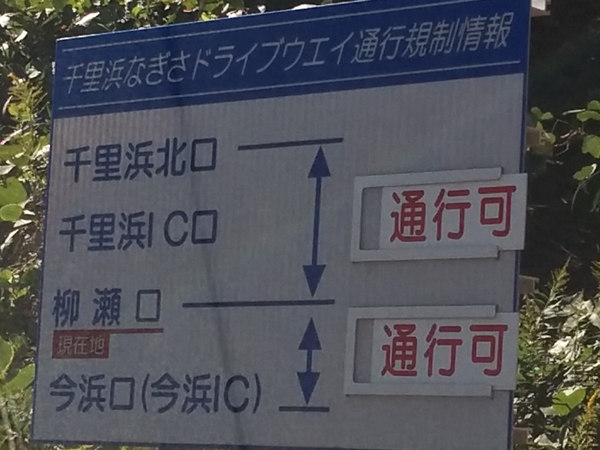 千里浜なぎさドライブウエイ通行規制情報
千里浜北口
千里浜IC口
通行可
柳瀬口
現在地
通行可
今浜口(今浜IC)